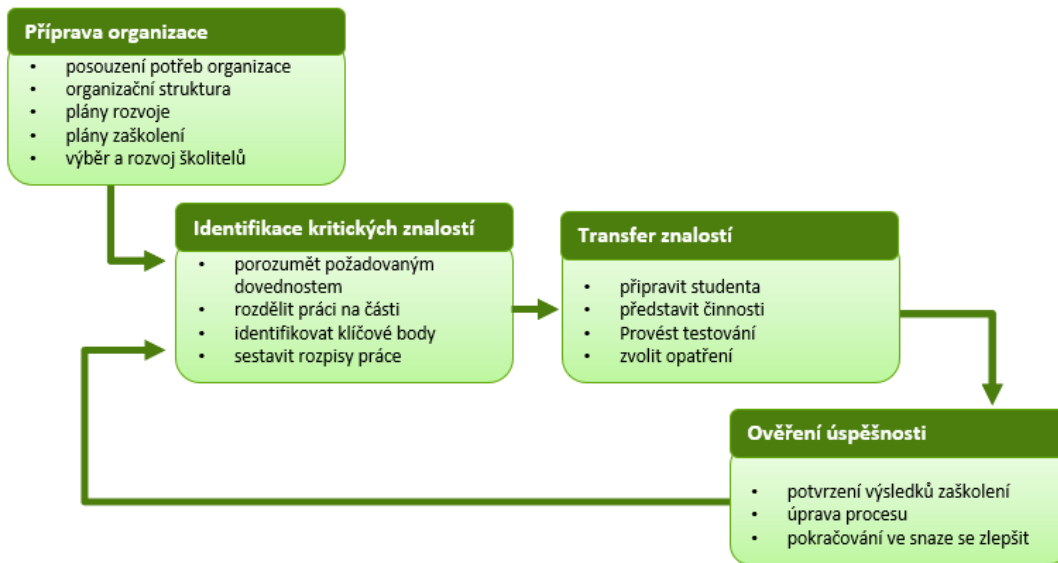 Příprava organizace
• posouzení potřeb organizace
• organizační struktura
• plány rozvoje
• plány zaškolení
• výběr a rozvoj školitelů
Identifikace kritických znalostí
• porozumět požadovaným
dovednostem
• rozdělit práci na části
• identifikovat klíčové body
• sestavit rozpisy práce
Transfer znalostí
• připravit studenta
• představit činnosti
• Provést testování
• zvolit opatření
Ověření úspěšnosti
• potvrzení výsledků zaškolení
• úprava procesu
• pokračování ve snaze se zlepšit